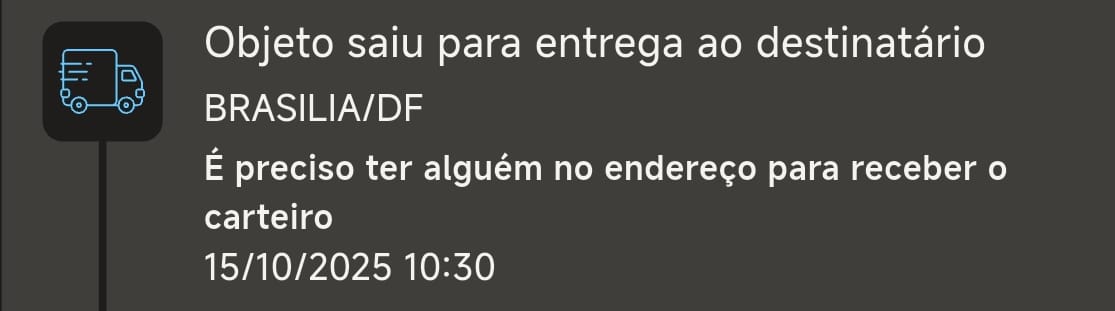 Objeto saiu para entrega ao destinatário
BRASILIA/DF
É preciso ter alguém no endereço para receber o
carteiro
15/10/2025 10:30